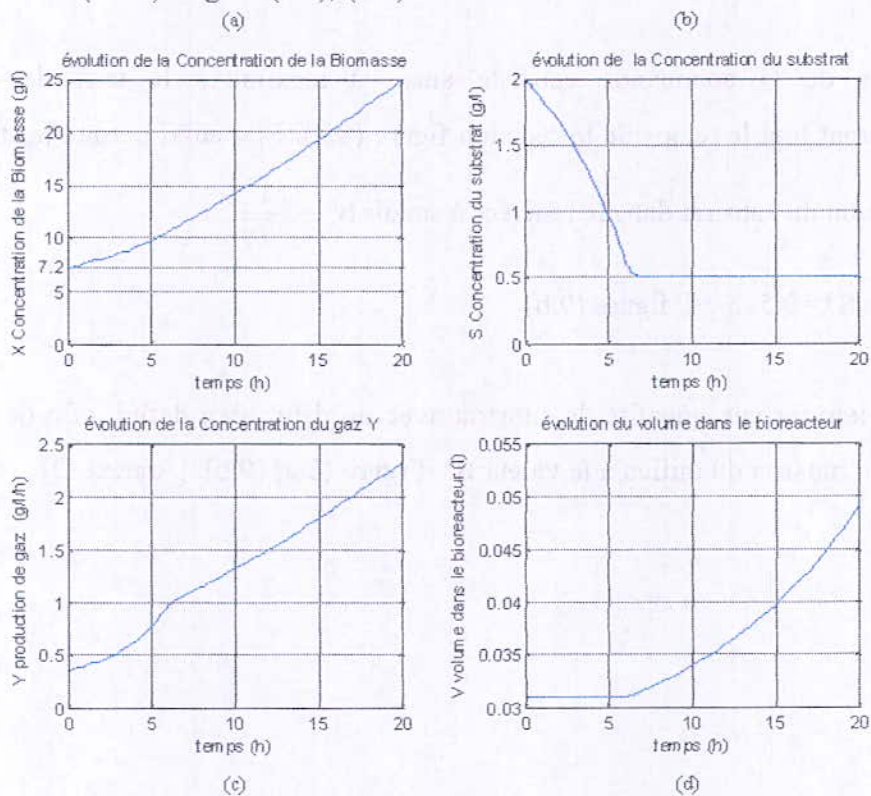 (a)
(b)
évolution de la Concentration de la Biomasse
évolution de la Concentration du substrat
X Concentration de la Biomasse (g/l)
25
20
15
10
7.2
5
0
0
5
10
15
20
temps (h)
S Concentration du substrat (g/l)
2
1.5
1
0.5
0
0
5
10
15
20
temps (h)
évolution de la Concentration du gaz Y
évolution du volume dans le bioreacteur
Y production de gaz (g/l/h)
2.5
2
1.5
1
0.5
0
0
5
10
15
20
temps (h)
V volume dans le bioreacteur (l)
0.055
0.05
0.045
0.04
0.035
0.03
0
5
10
15
20
temps (h)
(c)
(d)